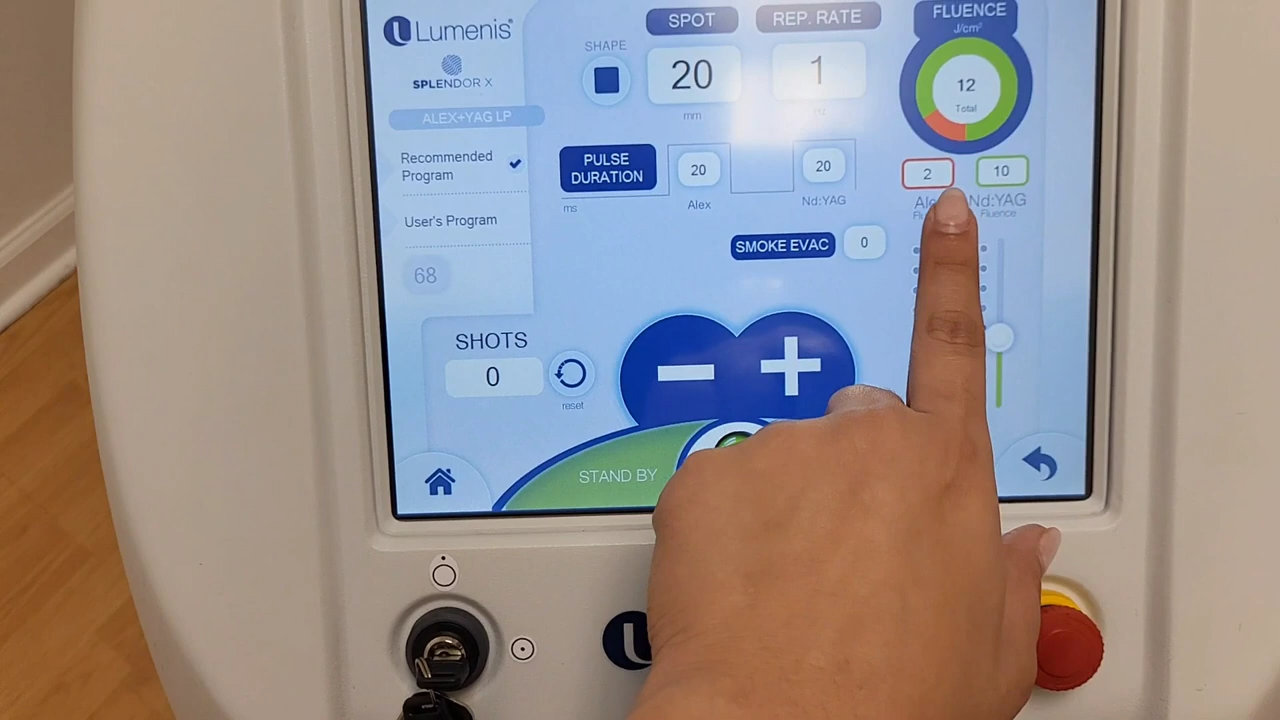 Lumenis®
SPLENDOR X
ALEX+YAG LP
Recommended
Program
User's Program
68
SHOTS
0
reset
SPOT
REP. RATE
SHAPE
20
1
mm
PULSE
DURATION
ms
20
Alex
20
Nd:YAG
SMOKE EVAC
0
FLUENCE
J/cm²
12
Total
2
10
Nd:YAG
Fluence
− +
STAND BY